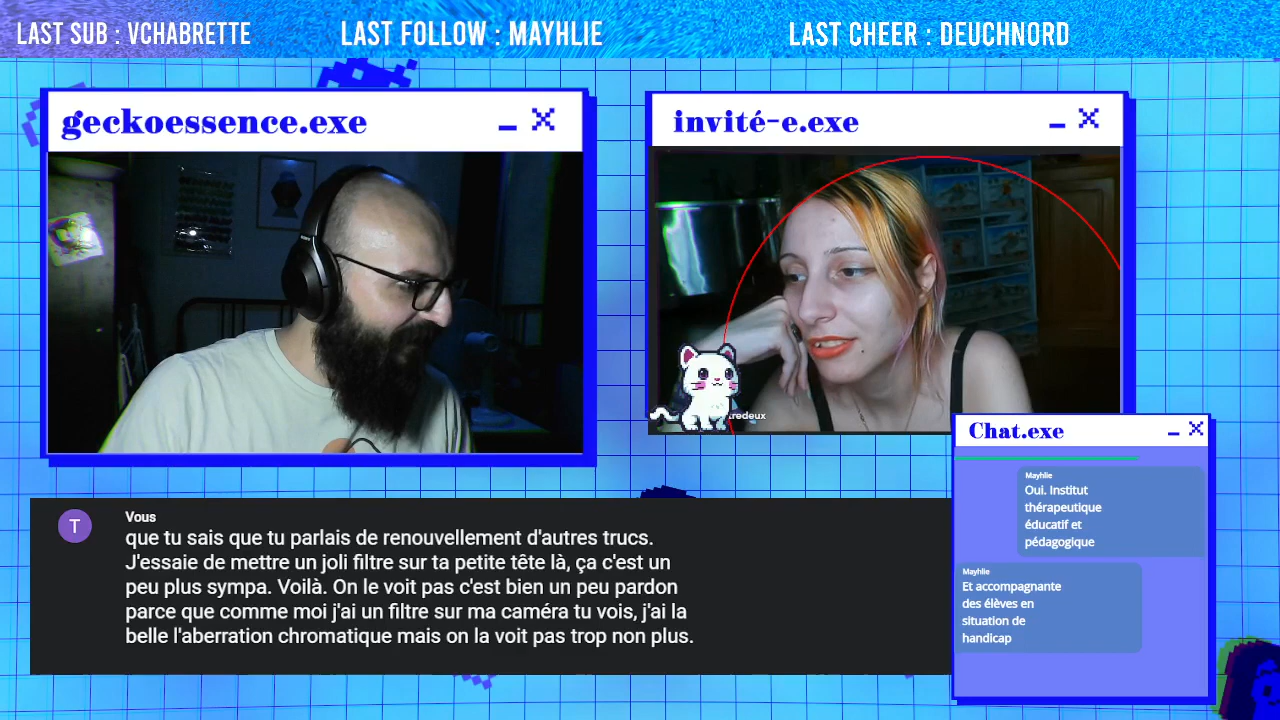 LAST SUB : VCHABRETTE
LAST FOLLOW : MAYHLIE
LAST CHEER : DEUCHNORD
geckoessence.exe
invité-e.exe
redeux
T
Vous
que tu sais que tu parlais de renouvellement d'autres trucs.
J'essaie de mettre un joli filtre sur ta petite tête là, ça c'est un
peu plus sympa. Voilà. On le voit pas c'est bien un peu pardon
parce que comme moi j'ai un filtre sur ma caméra tu vois, j'ai la
belle l'aberration chromatique mais on la voit pas trop non plus.
Chat.exe
Mayhlie
Oui. Institut
thérapeutique
éducatif et
pédagogique
Mayhlie
Et accompagnante
des élèves en
situation de
handicap